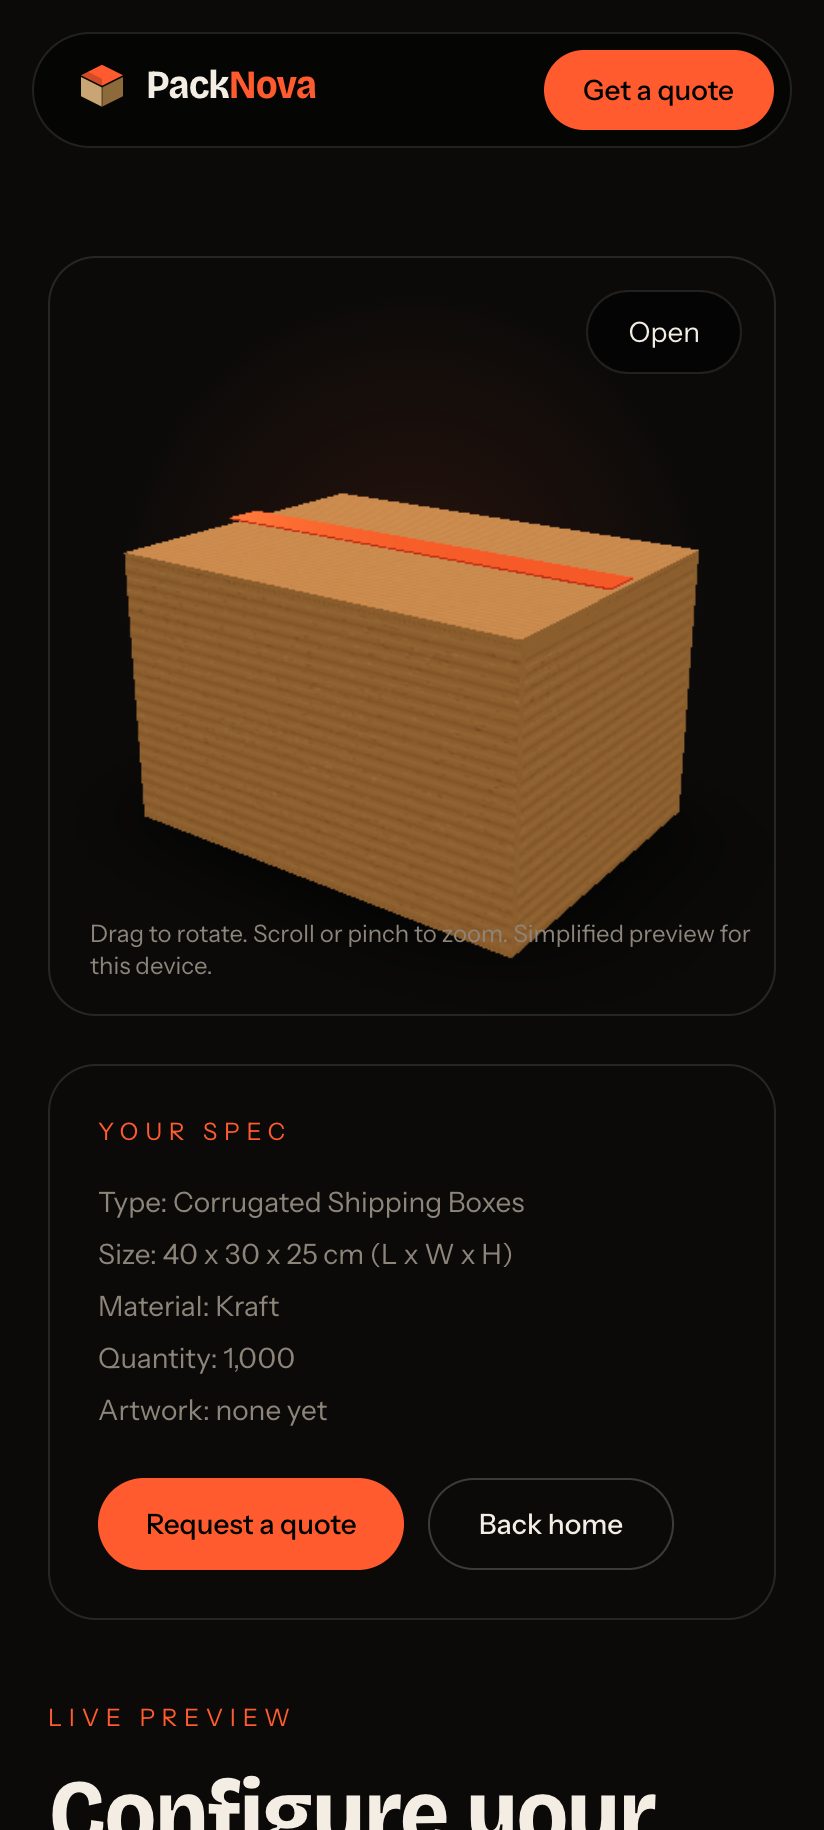 PackNova
Get a quote
Open
Drag to rotate. Scroll or pinch to zoom. Simplified preview for
this device.
YOUR SPEC
Type: Corrugated Shipping Boxes
Size: 40 x 30 x 25 cm (L x W x H)
Material: Kraft
Quantity: 1,000
Artwork: none yet
Request a quote
Back home
LIVE PREVIEW
Configure your